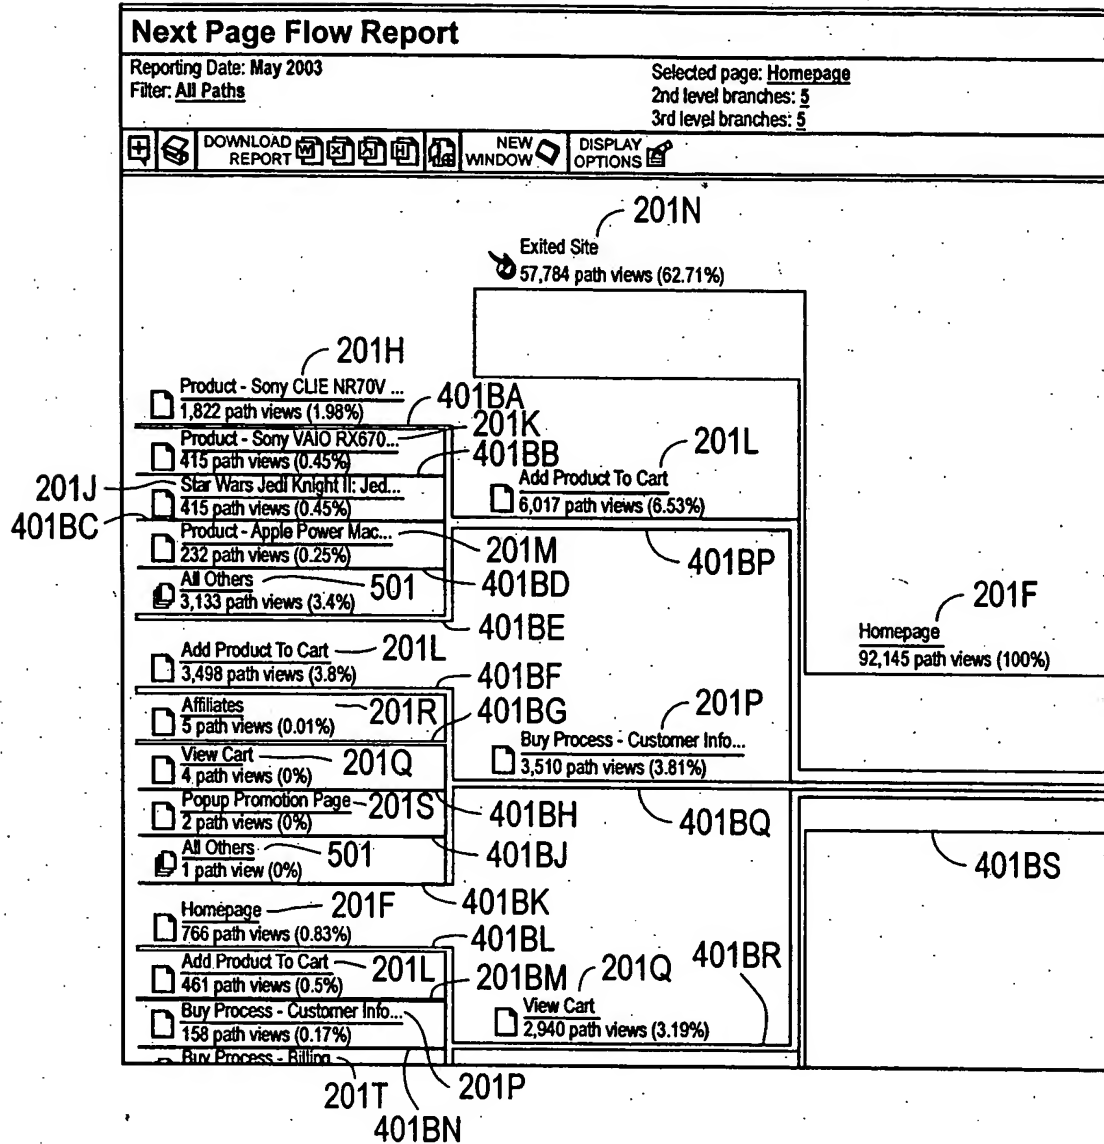 Next Page Flow Report
Reporting Date: May 2003
Filter: All Paths
Selected page: Homepage
2nd level branches: 5
3rd level branches: 5
DOWNLOAD REPORT
NEW WINDOW
DISPLAY OPTIONS
201N
Exited Site
57,784 path views (62.71%)
201H
Product - Sony CLIE NR70V ...
1,822 path views (1.98%)
401BA
201K
Product - Sony VAIO RX670...
415 path views (0.45%)
401BB
201L
Add Product To Cart
6,017 path views (6.53%)
201J
Star Wars Jedi Knight II: Jed...
415 path views (0.45%)
401BC
Product - Apple Power Mac...
232 path views (0.25%)
201M
401BP
401BD
All Others
501
3,133 path views (3.4%)
401BE
201F
Homepage
92,145 path views (100%)
Add Product To Cart
201L
3,498 path views (3.8%)
401BF
Affiliates
201R
5 path views (0.01%)
401BG
201P
Buy Process - Customer Info...
3,510 path views (3.81%)
View Cart
201Q
4 path views (0%)
Popup Promotion Page
201S
2 path views (0%)
401BH
401BQ
All Others
501
1 path view (0%)
401BJ
401BS
401BK
Homepage
201F
766 path views (0.83%)
401BL
401BR
Add Product To Cart
201L
461 path views (0.5%)
201BM
201Q
View Cart
2,940 path views (3.19%)
Buy Process - Customer Info...
158 path views (0.17%)
Buy Process - Billing
201T
201P
401BN